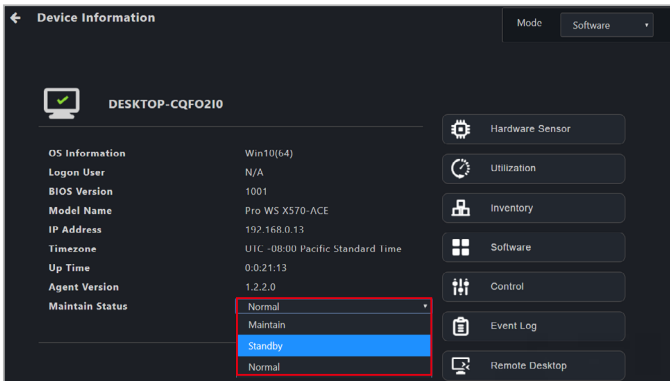 Device Information
Mode Software
DESKTOP-CQFO2I0
OS Information Win10(64)
Logon User N/A
BIOS Version 1001
Model Name Pro WS X570-ACE
IP Address 192.168.0.13
Timezone UTC -08:00 Pacific Standard Time
Up Time 0:0:21:13
Agent Version 1.2.2.0
Maintain Status Normal
Maintain
Standby
Normal
Hardware Sensor
Utilization
Inventory
Software
Control
Event Log
Remote Desktop